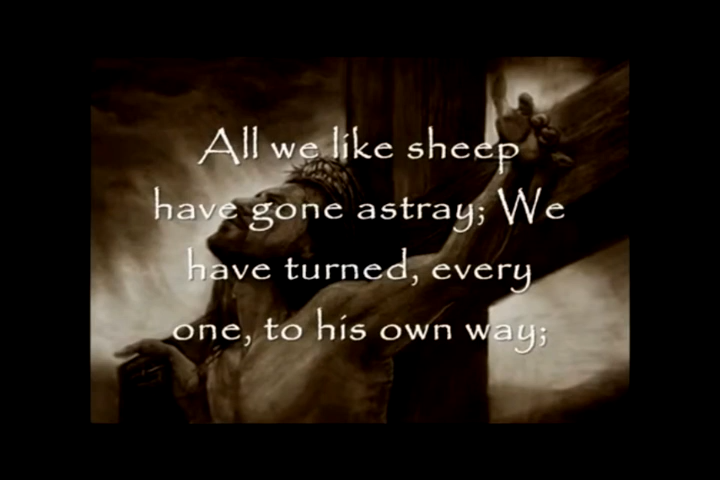 All we like sheep
have gone astray; We
have turned, every
one, to his own way;